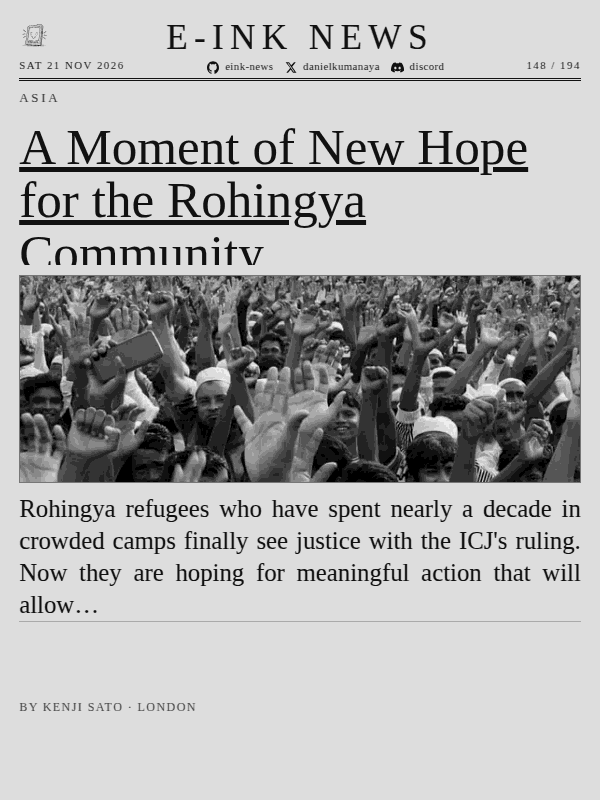 E-INK NEWS
SAT 21 NOV 2026
eink-news danielkumanaya discord
148 / 194
ASIA
A Moment of New Hope
for the Rohingya
Community
Rohingya refugees who have spent nearly a decade in
crowded camps finally see justice with the ICJ's ruling.
Now they are hoping for meaningful action that will
allow…
BY KENJI SATO · LONDON